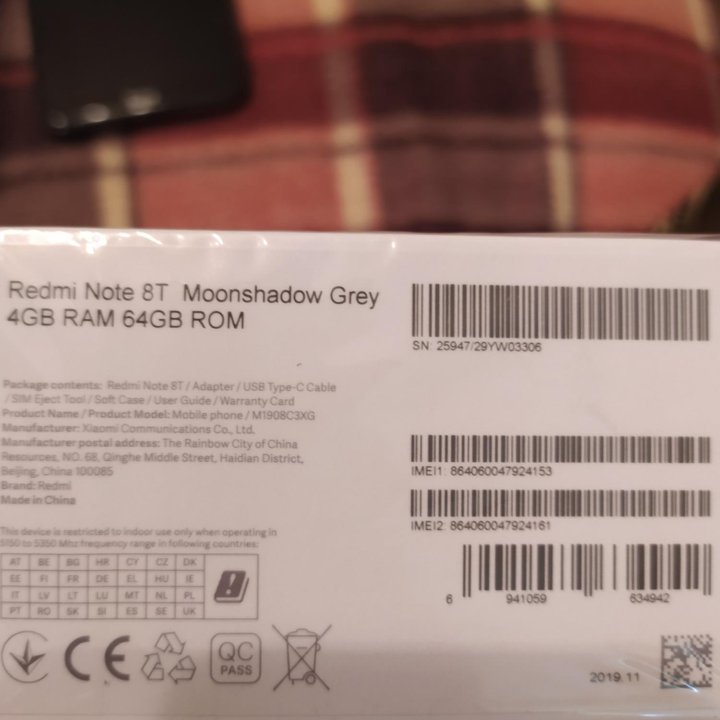 Redmi Note 8T Moonshadow Grey
4GB RAM 64GB ROM
Package contents: Redmi Note 8T / Adapter / USB Type-C Cable
/ SIM Eject Tool / Soft Case / User Guide / Warranty Card
Product Name / Product Model: Mobile phone / M1908C3XG
Manufacturer: Xiaomi Communications Co., Ltd.
Manufacturer postal address: The Rainbow City of China
Resources, NO. 68, Qinghe Middle Street, Haidian District,
Beijing, China 100085
Brand: Redmi
Made in China
This device is restricted to indoor use only when operating in
5150 to 5350 Mhz frequency range in following countries:
AT BE BG HR CY CZ DK
EE FI FR DE EL HU IE
IT LV LT LU MT NL PL
PT RO SK SI ES SE UK
CE
QC
PASS
SN: 25947/29YW03306
IMEI1: 864060047924153
IMEI2: 864060047924161
6 941059 634942
2019.11